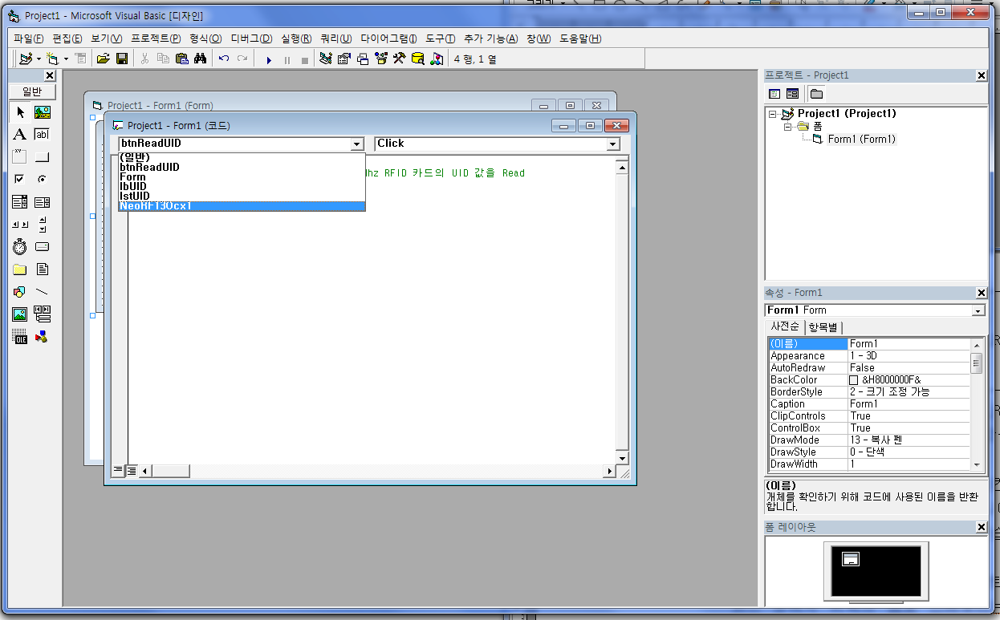 Project1 - Microsoft Visual Basic [디자인]
파일(F) 편집(E) 보기(V) 프로젝트(P) 형식(O) 디버그(D) 실행(R) 쿼리(U) 다이어그램(I) 도구(T) 추가 기능(A) 창(W) 도움말(H)
4 행, 1 열
일반
Project1 - Form1 (Form)
Project1 - Form1 (코드)
btnReadUID
Click
(일반)
btnReadUID
Form
lbUID
lstUID
NeoRF13Ocx1
hz RFID 카드의 UID 값을 Read
프로젝트 - Project1
Project1 (Project1)
폼
Form1 (Form1)
속성 - Form1
Form1 Form
사전순 항목별
(이름) Form1
Appearance 1 - 3D
AutoRedraw False
BackColor &H8000000F&
BorderStyle 2 - 크기 조정 가능
Caption Form1
ClipControls True
ControlBox True
DrawMode 13 - 복사 펜
DrawStyle 0 - 단색
DrawWidth 1
(이름)
개체를 확인하기 위해 코드에 사용된 이름을 반환
합니다.
폼 레이아웃